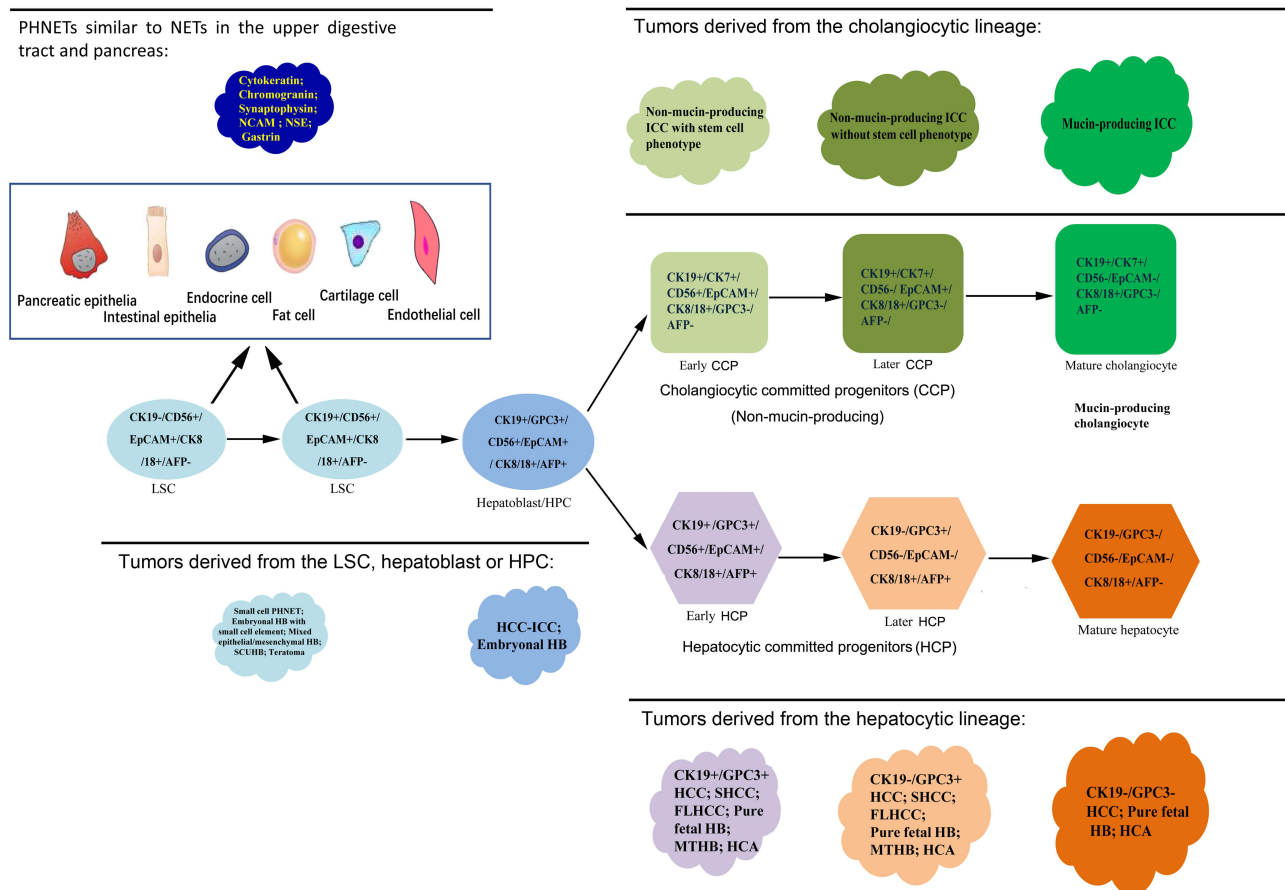 PHNETs similar to NETs in the upper digestive
tract and pancreas:
Cytokeratin;
Chromogranin;
Synaptophysin;
NCAM ; NSE;
Gastrin
Pancreatic epithelia
Intestinal epithelia
Endocrine cell
Fat cell
Cartilage cell
Endothelial cell
CK19-/CD56+/
EpCAM+/CK8
/18+/AFP-
LSC
CK19+/CD56+/
EpCAM+/CK8
/18+/AFP-
LSC
CK19+/GPC3+/
CD56+/EpCAM+
/ CK8/18+/AFP+
Hepatoblast/HPC
Tumors derived from the LSC, hepatoblast or HPC:
Small cell PHNET;
Embryonal HB with
small cell element; Mixed
epithelial/mesenchymal HB;
SCUHB; Teratoma
HCC-ICC;
Embryonal HB
Tumors derived from the cholangiocytic lineage:
Non-mucin-producing
ICC with stem cell
phenotype
Non-mucin-producing ICC
without stem cell phenotype
Mucin-producing ICC
CK19+/CK7+/
CD56+/EpCAM+/
CK8/18+/GPC3-/
AFP-
Early CCP
CK19+/CK7+/
CD56-/ EpCAM+/
CK8/18+/GPC3-/
AFP-/
Later CCP
CK19+/CK7+/
CD56-/EpCAM-/
CK8/18+/GPC3-/
AFP-
Mature cholangiocyte
Cholangiocytic committed progenitors (CCP)
(Non-mucin-producing)
Mucin-producing
cholangiocyte
CK19+/GPC3+/
CD56+/EpCAM+/
CK8/18+/AFP+
Early HCP
CK19-/GPC3+/
CD56-/EpCAM-/
CK8/18+/AFP+
Later HCP
CK19-/GPC3-/
CD56-/EpCAM-/
CK8/18+/AFP-
Mature hepatocyte
Hepatocytic committed progenitors (HCP)
Tumors derived from the hepatocytic lineage:
CK19+/GPC3+
HCC; SHCC;
FLHCC; Pure
fetal HB;
MTHB; HCA
CK19-/GPC3+
HCC; SHCC;
FLHCC;
Pure fetal HB;
MTHB; HCA
CK19-/GPC3-
HCC; Pure fetal
HB; HCA